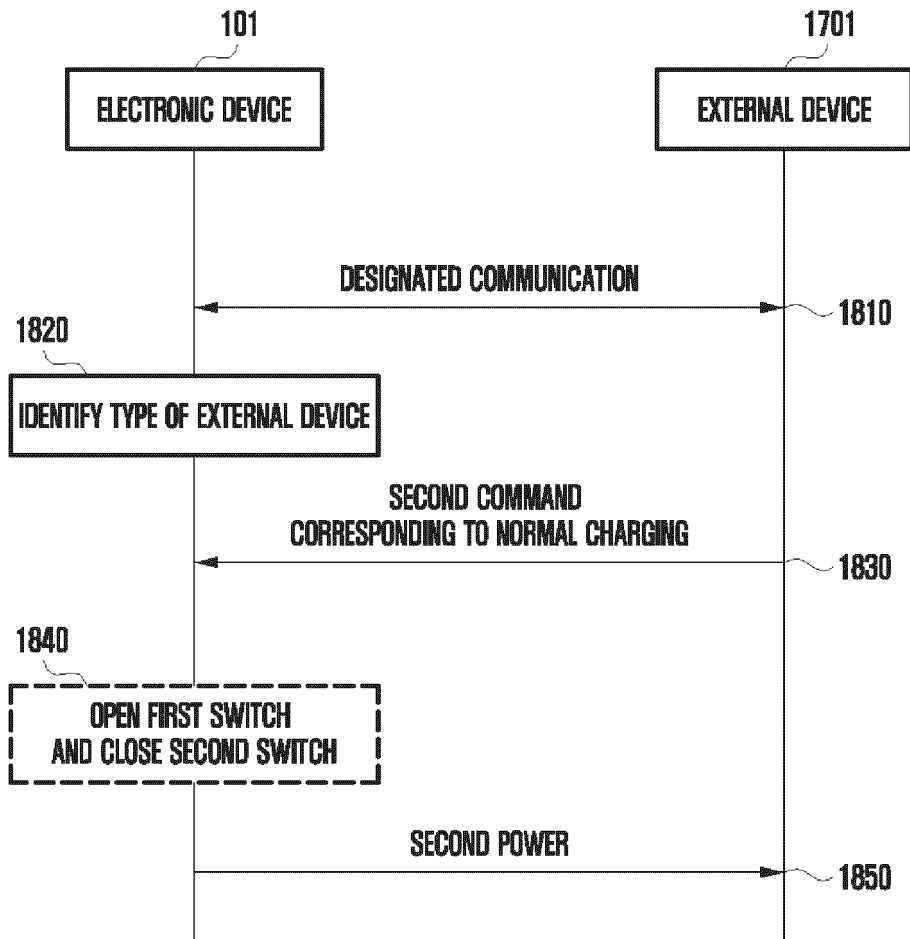 101
1701
ELECTRONIC DEVICE
EXTERNAL DEVICE
DESIGNATED COMMUNICATION
1810
1820
IDENTIFY TYPE OF EXTERNAL DEVICE
SECOND COMMAND
CORRESPONDING TO NORMAL CHARGING
1830
1840
OPEN FIRST SWITCH
AND CLOSE SECOND SWITCH
SECOND POWER
1850